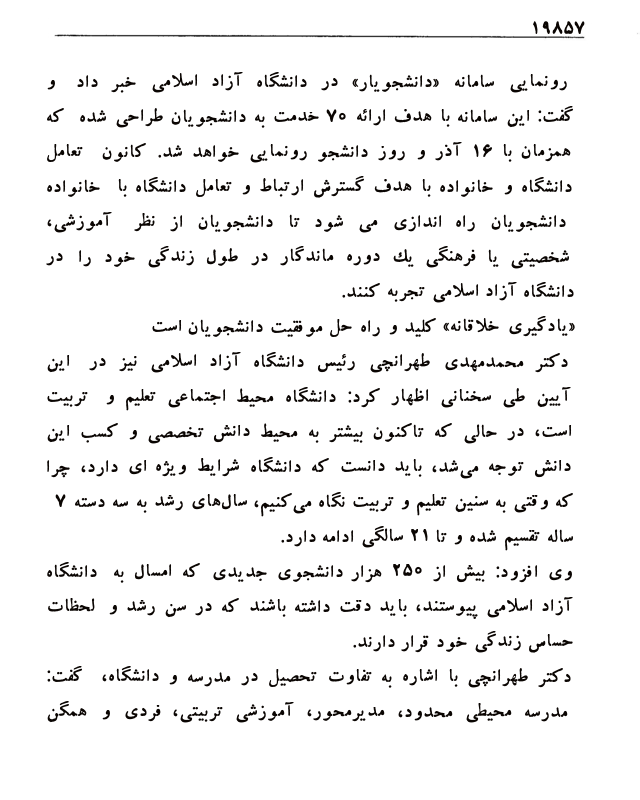 ۱۹۸۵۷
رونمایی سامانه «دانشجویار» در دانشگاه آزاد اسلامی خبر داد و
گفت: این سامانه با هدف ارائه ۷۰ خدمت به دانشجویان طراحی شده که
همزمان با ۱۶ آذر و روز دانشجو رونمایی خواهد شد. کانون تعامل
دانشگاه و خانواده با هدف گسترش ارتباط و تعامل دانشگاه با خانواده
دانشجویان راه اندازی می شود تا دانشجویان از نظر آموزشی،
شخصیتی یا فرهنگی یك دوره ماندگار در طول زندگی خود را در
دانشگاه آزاد اسلامی تجربه کنند.
«یادگیری خلاقانه» کلید و راه حل موفقیت دانشجویان است
دکتر محمدمهدی طهرانچی رئیس دانشگاه آزاد اسلامی نیز در این
آیین طی سخنانی اظهار کرد: دانشگاه محیط اجتماعی تعلیم و تربیت
است، در حالی که تاکنون بیشتر به محیط دانش تخصصی و کسب این
دانش توجه می‌شد، باید دانست که دانشگاه شرایط ویژه ای دارد، چرا
که وقتی به سنین تعلیم و تربیت نگاه می‌کنیم، سال‌های رشد به سه دسته ۷
ساله تقسیم شده و تا ۲۱ سالگی ادامه دارد.
وی افزود: بیش از ۲۵۰ هزار دانشجوی جدیدی که امسال به دانشگاه
آزاد اسلامی پیوستند، باید دقت داشته باشند که در سن رشد و لحظات
حساس زندگی خود قرار دارند.
دکتر طهرانچی با اشاره به تفاوت تحصیل در مدرسه و دانشگاه، گفت:
مدرسه محیطی محدود، مدیرمحور، آموزشی تربیتی، فردی و همگن